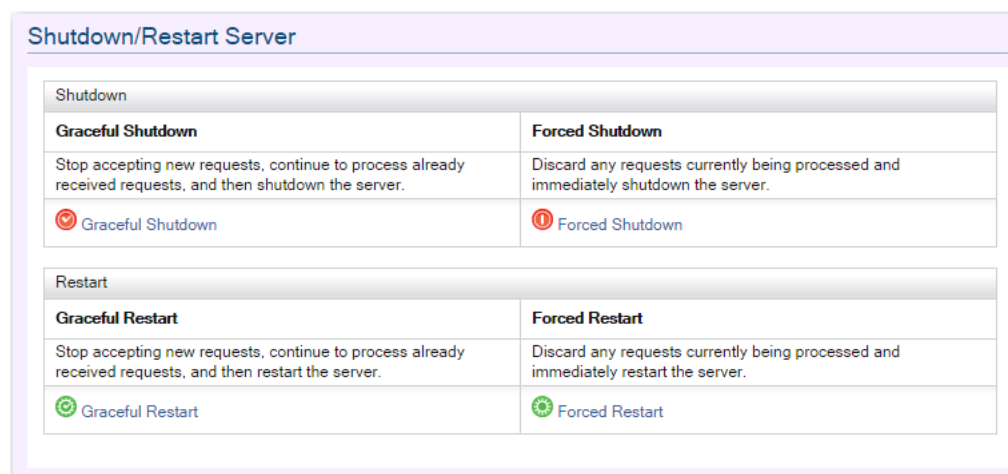 Shutdown/Restart Server
Shutdown
Graceful Shutdown
Forced Shutdown
Stop accepting new requests, continue to process already
received requests, and then shutdown the server.
Discard any requests currently being processed and
immediately shutdown the server.
Graceful Shutdown
Forced Shutdown
Restart
Graceful Restart
Forced Restart
Stop accepting new requests, continue to process already
received requests, and then restart the server.
Discard any requests currently being processed and
immediately restart the server.
Graceful Restart
Forced Restart